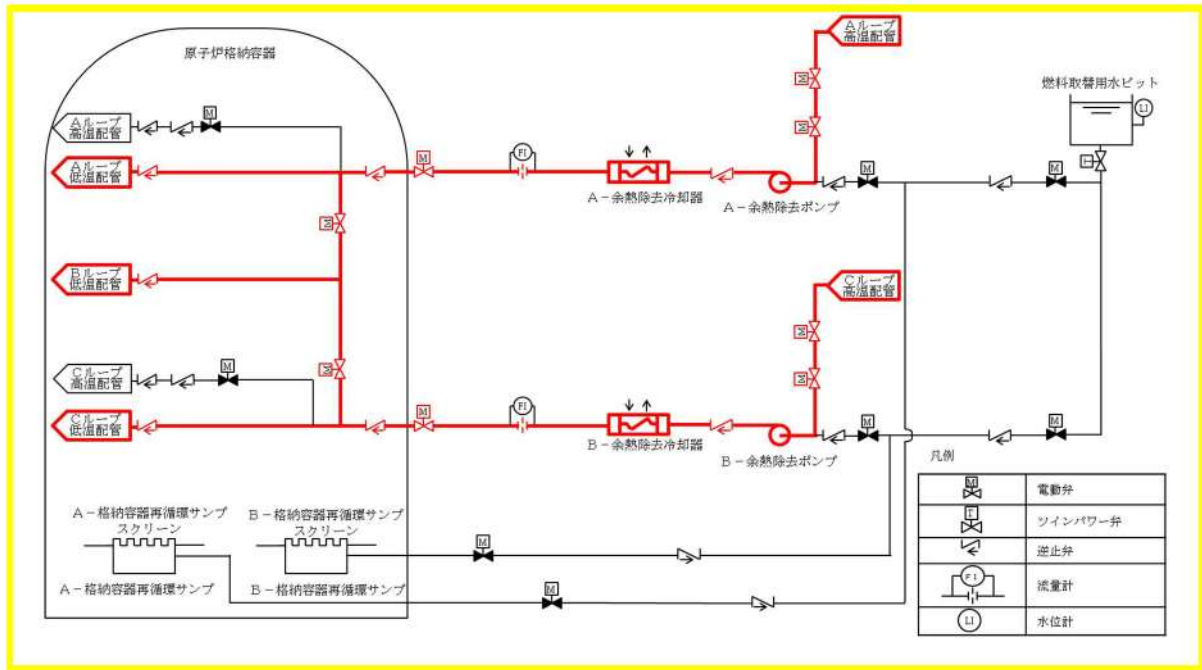 原子炉格納容器
Aループ
高温配管
燃料取替用水ピット
LI
T
Aループ
高温配管
M
M
M
Aループ
低温配管
M
FI
M
M
A-余熱除去冷却器
A-余熱除去ポンプ
M
Bループ
低温配管
Cループ
高温配管
M
Cループ
高温配管
M
M
M
Cループ
低温配管
M
FI
M
M
B-余熱除去冷却器
B-余熱除去ポンプ
凡例
M
電動弁
T
ツインパワー弁
逆止弁
FI
流量計
LI
水位計
A-格納容器再循環サンプ
スクリーン
B-格納容器再循環サンプ
スクリーン
M
A-格納容器再循環サンプ
B-格納容器再循環サンプ
M